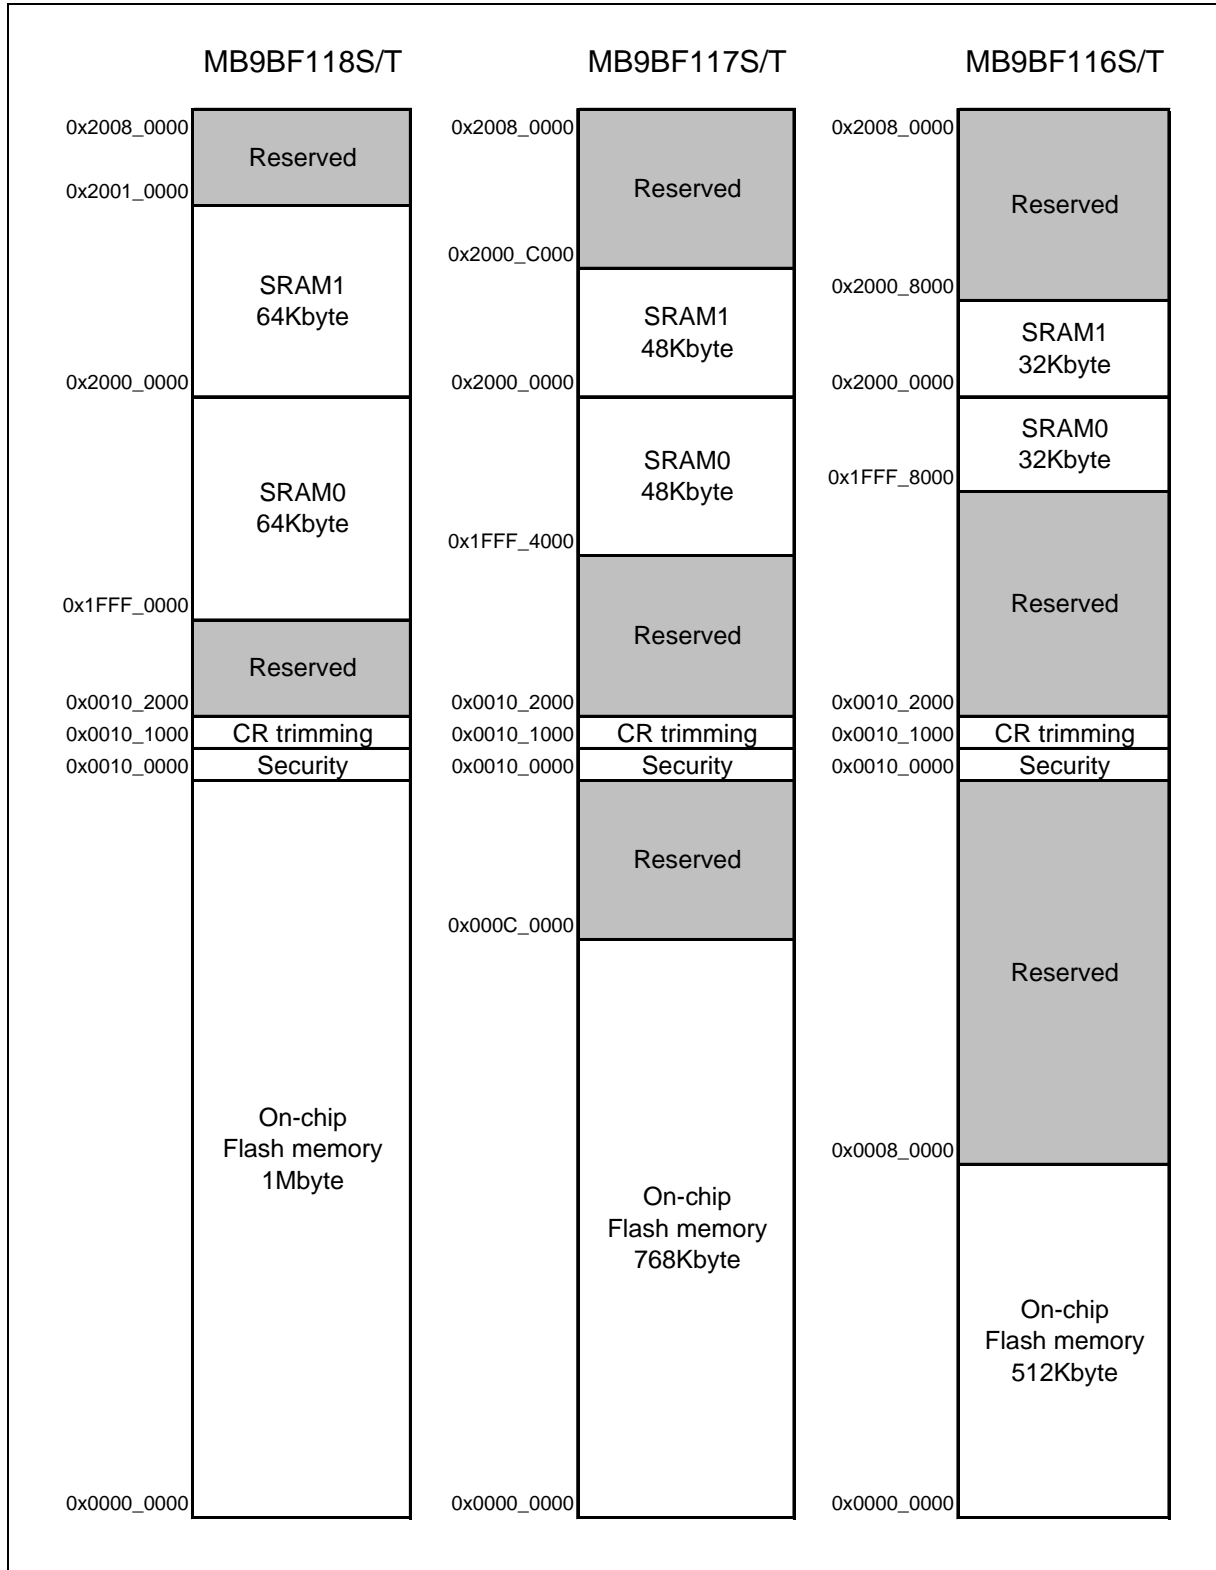 MB9BF118S/T
0x2008_0000
Reserved
0x2001_0000
SRAM1
64Kbyte
0x2000_0000
SRAM0
64Kbyte
0x1FFF_0000
Reserved
0x0010_2000
CR trimming
0x0010_1000
Security
0x0010_0000
On-chip
Flash memory
1Mbyte
0x0000_0000
MB9BF117S/T
0x2008_0000
Reserved
0x2000_C000
SRAM1
48Kbyte
0x2000_0000
SRAM0
48Kbyte
0x1FFF_4000
Reserved
0x0010_2000
CR trimming
0x0010_1000
Security
0x0010_0000
Reserved
0x000C_0000
On-chip
Flash memory
768Kbyte
0x0000_0000
MB9BF116S/T
0x2008_0000
Reserved
0x2000_8000
SRAM1
32Kbyte
0x2000_0000
SRAM0
32Kbyte
0x1FFF_8000
Reserved
0x0010_2000
CR trimming
0x0010_1000
Security
0x0010_0000
Reserved
0x0008_0000
On-chip
Flash memory
512Kbyte
0x0000_0000